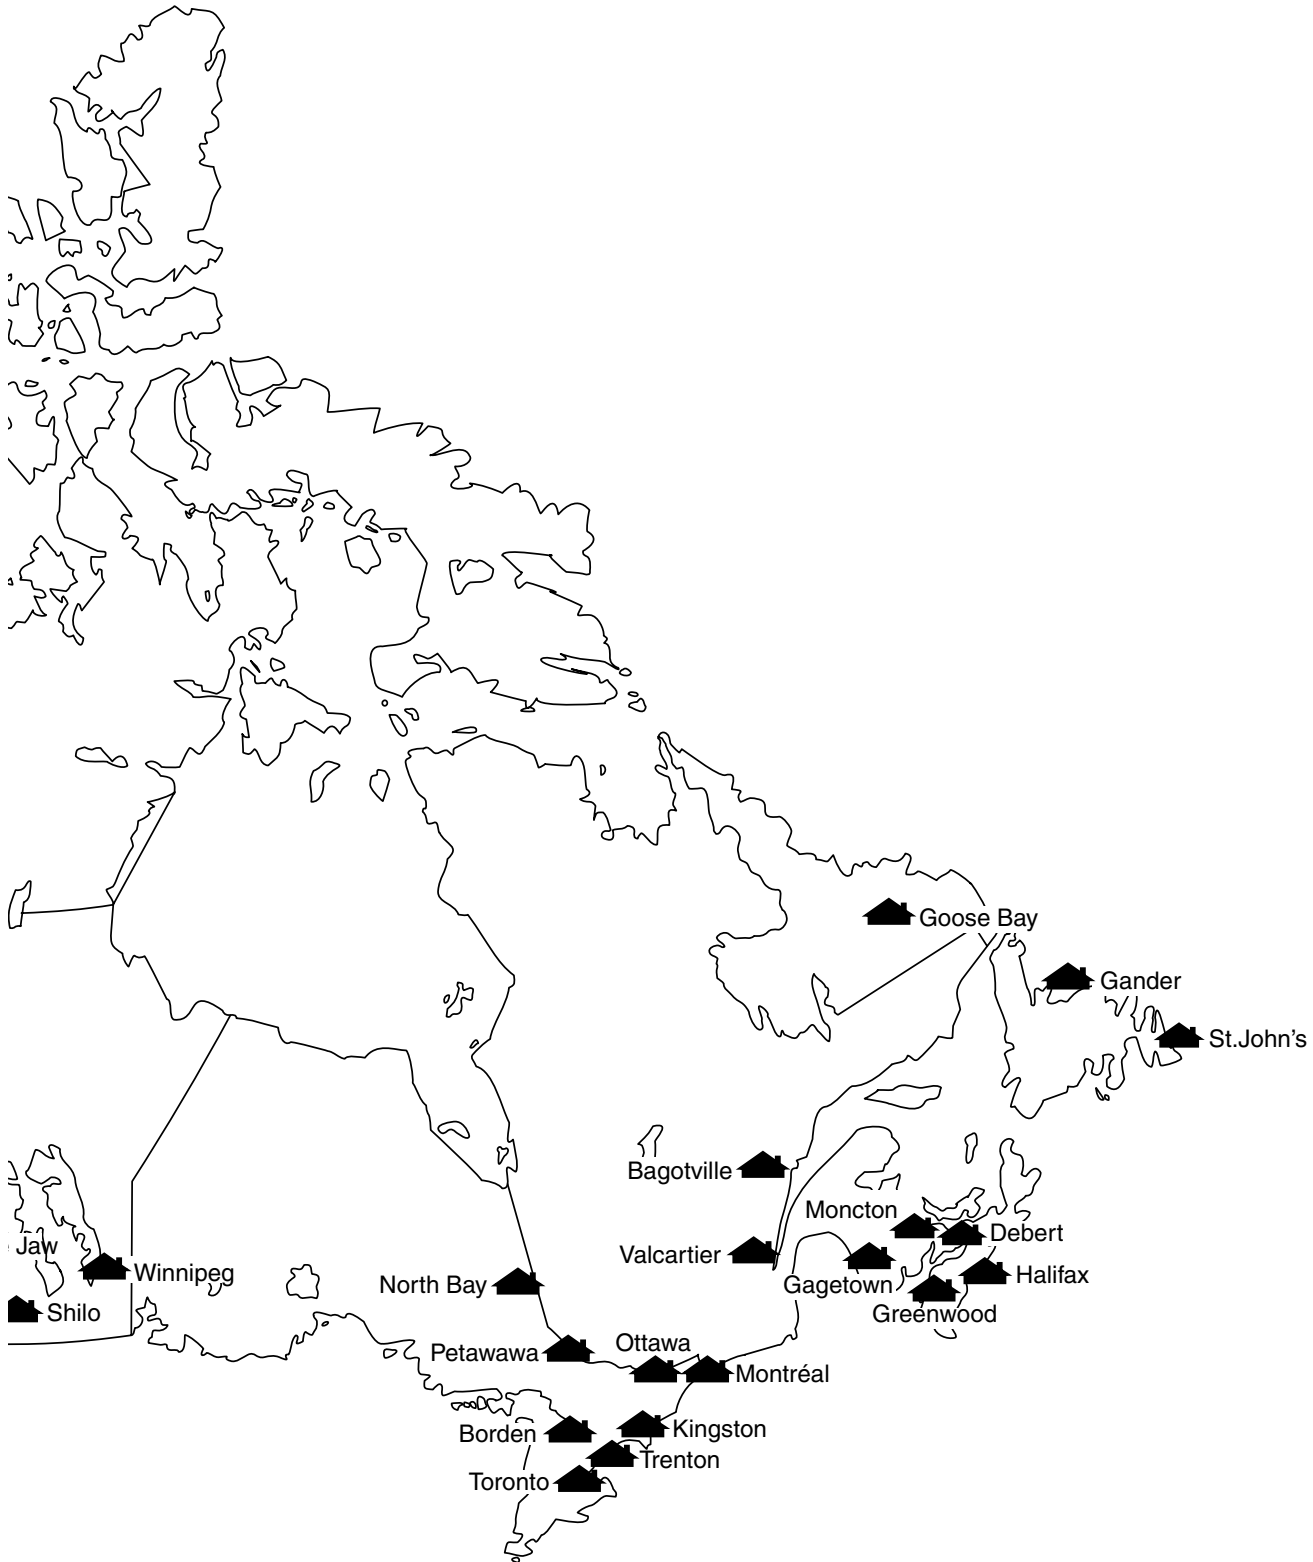 Goose Bay
Gander
St.John's
Bagotville
Moncton
Debert
Jaw
Valcartier
Winnipeg
Halifax
North Bay
Gagetown
Shilo
Greenwood
Ottawa
Petawawa
Montréal
Kingston
Borden
Trenton
Toronto